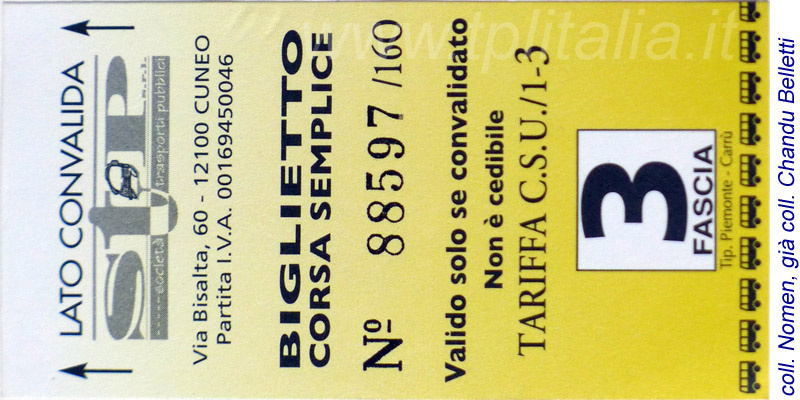 LATO CONVALIDA
STP s.r.l.
società trasporti pubblici
Via Bisalta, 60 - 12100 CUNEO
Partita I.V.A. 00169450046
BIGLIETTO
CORSA SEMPLICE
Nº 88597 /160
Valido solo se convalidato
Non è cedibile
TARIFFA C.S.U./1-3
3
FASCIA
Tip. Piemonte - Carrù
www.tplitalia.it
coll. Nomen, già coll. Chandu Belletti